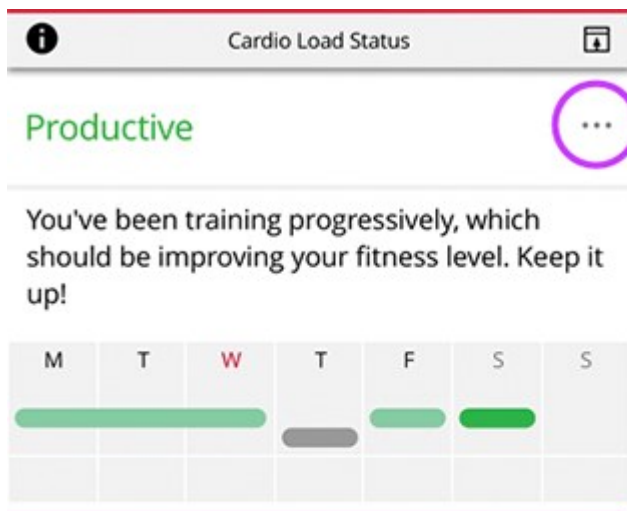 Cardio Load Status
Productive
...
You've been training progressively, which
should be improving your fitness level. Keep it
up!
M T W T F S S